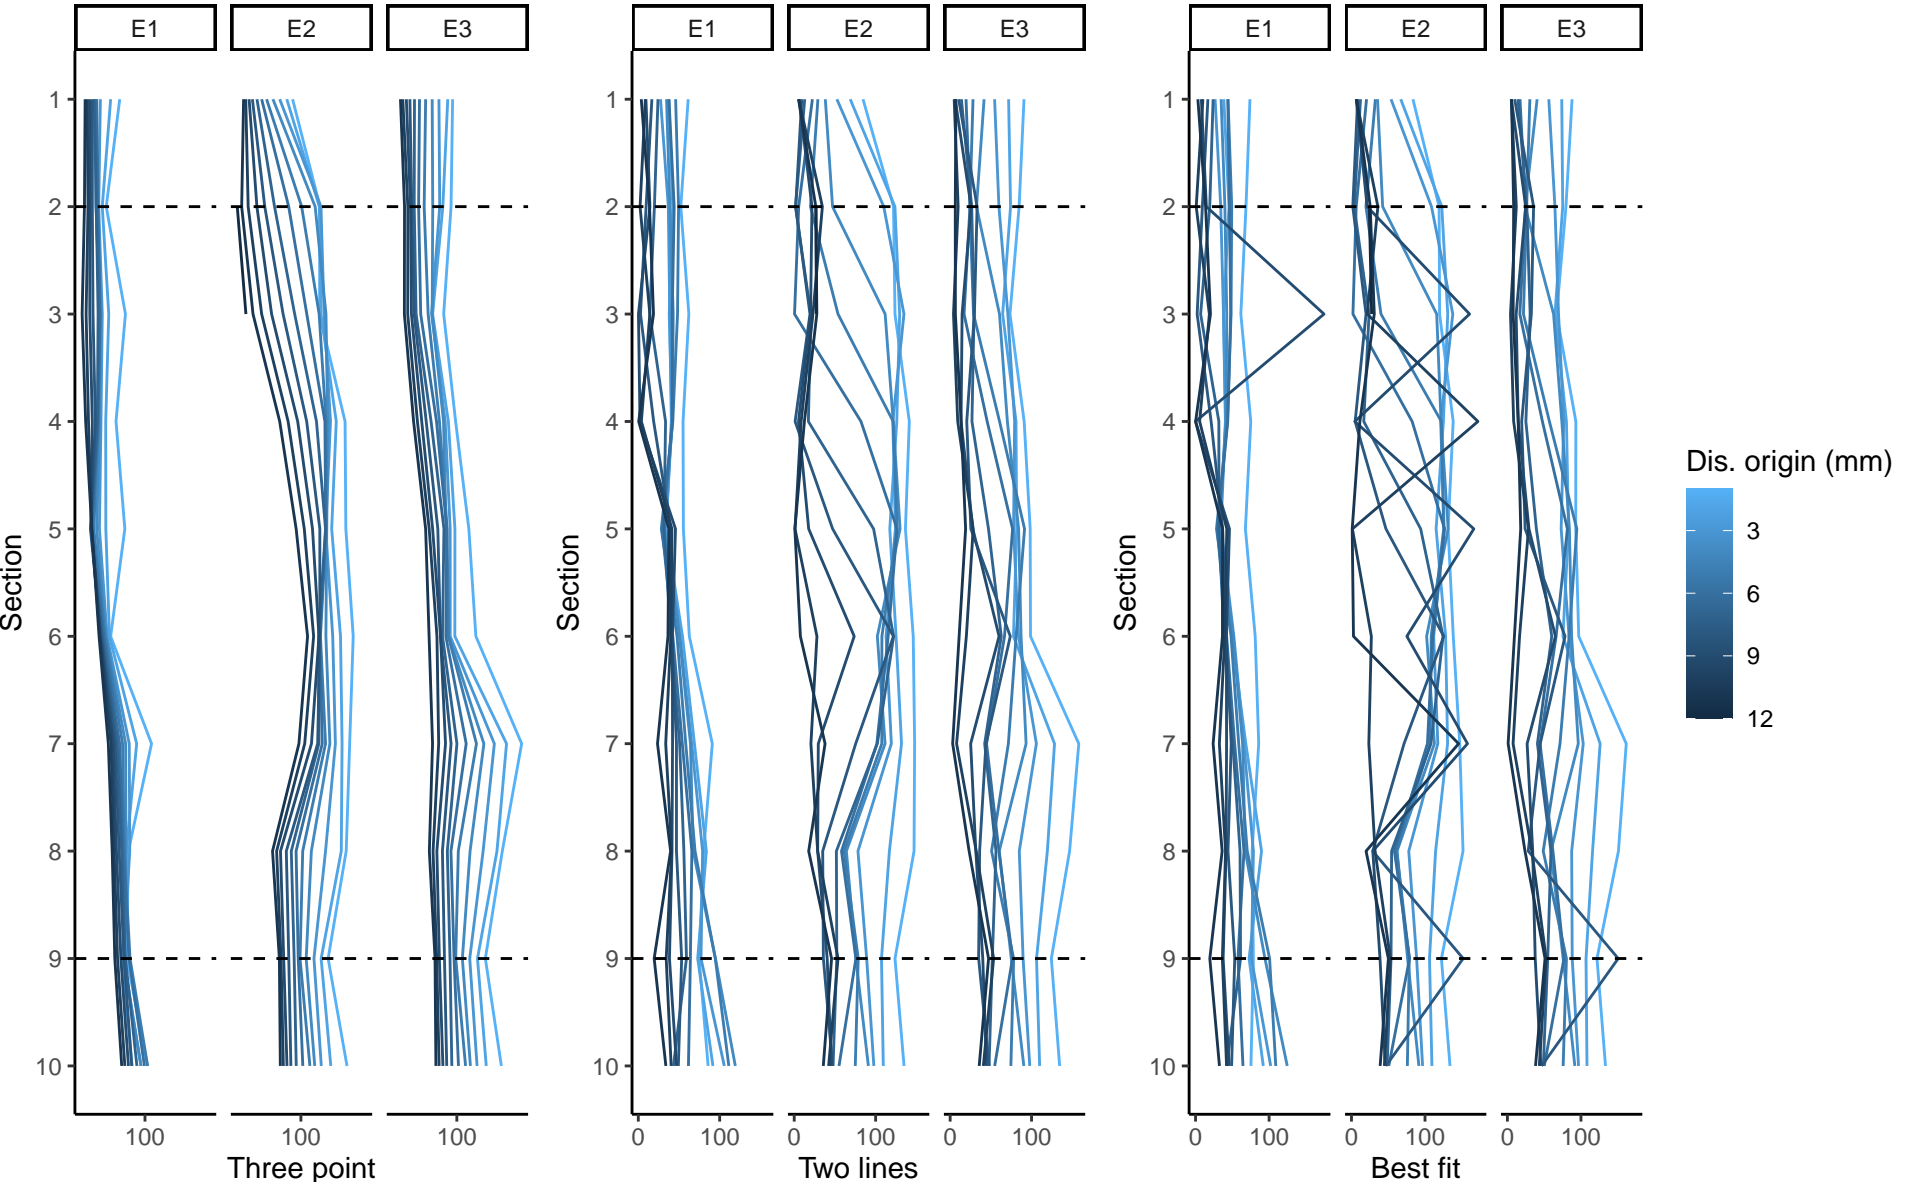 E1 E2 E3 E1 E2 E3 E1 E2 E3
1 1 1
2 2 2
3 3 3
4 4 4
Dis. origin (mm)
5 5 5
3
Section Section Section
6
6 6 6
9
12
7 7 7
8 8 8
9 9 9
10 10 10
100 100 100 0 100 0 100 0 100 0 100 0 100 0 100
Three point Two lines Best fit